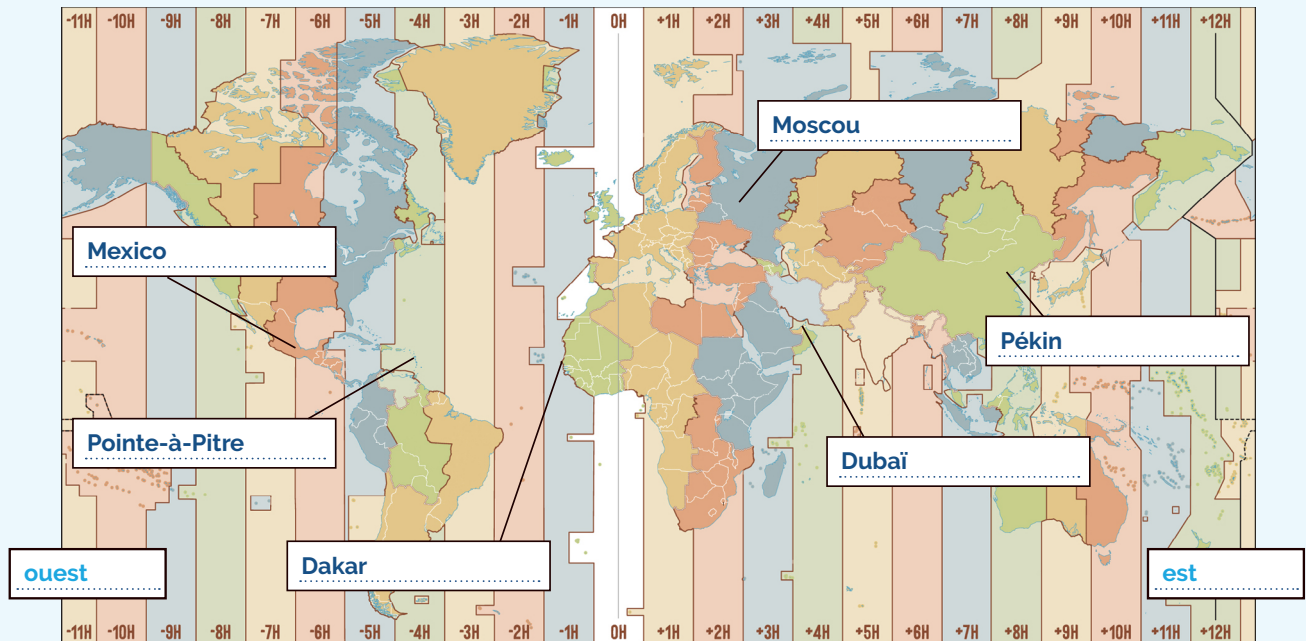 -11H -10H -9H -8H -7H -6H -5H -4H -3H -2H -1H 0H +1H +2H +3H +4H +5H +6H +7H +8H +9H +10H +11H +12H
Moscou
Mexico
Pékin
Pointe-à-Pitre
Dubaï
Dakar
ouest
est
-11H -10H -9H -8H -7H -6H -5H -4H -3H -2H -1H 0H +1H +2H +3H +4H +5H +6H +7H +8H +9H +10H +11H +12H